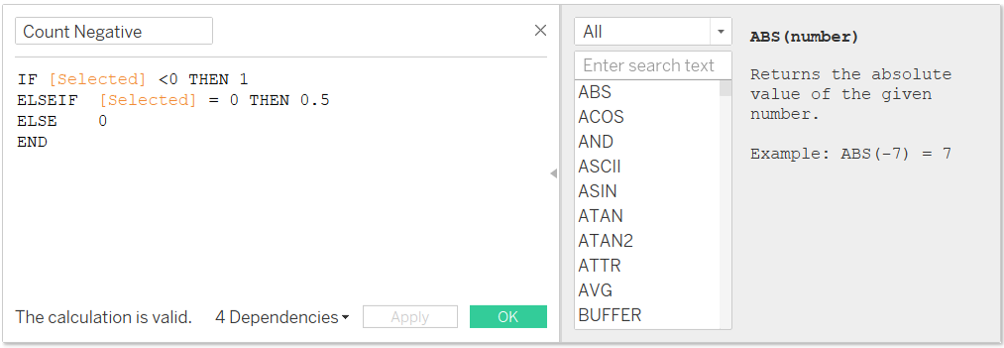 Count Negative
IF [Selected] <0 THEN 1
ELSEIF [Selected] = 0 THEN 0.5
ELSE 0
END
The calculation is valid.
4 Dependencies
Apply
OK
All
Enter search text
ABS
ACOS
AND
ASCII
ASIN
ATAN
ATAN2
ATTR
AVG
BUFFER
ABS(number)
Returns the absolute
value of the given
number.
Example: ABS(-7) = 7